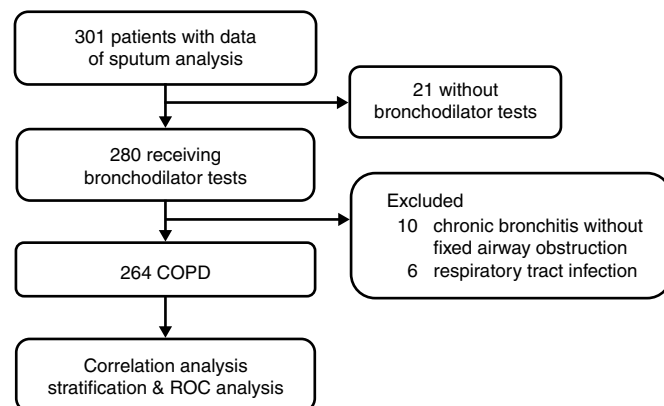 301 patients with data
of sputum analysis
21 without
bronchodilator tests
280 receiving
bronchodilator tests
Excluded
10 chronic bronchitis without
fixed airway obstruction
6 respiratory tract infection
264 COPD
Correlation analysis
stratification & ROC analysis